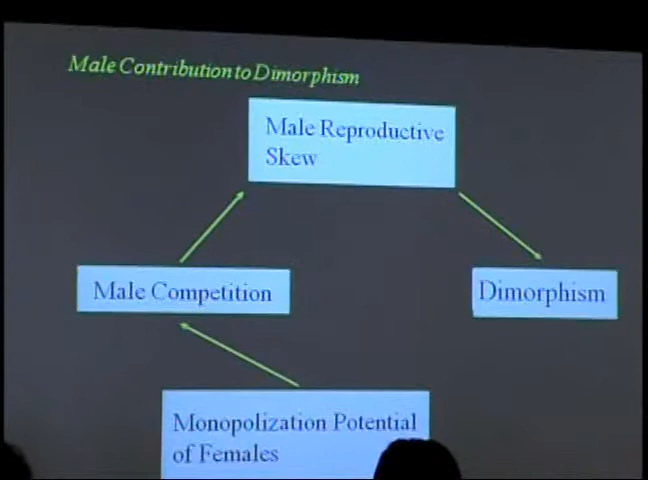 Male Contribution to Dimorphism
Male Reproductive
Skew
Male Competition
Dimorphism
Monopolization Potential
of Females